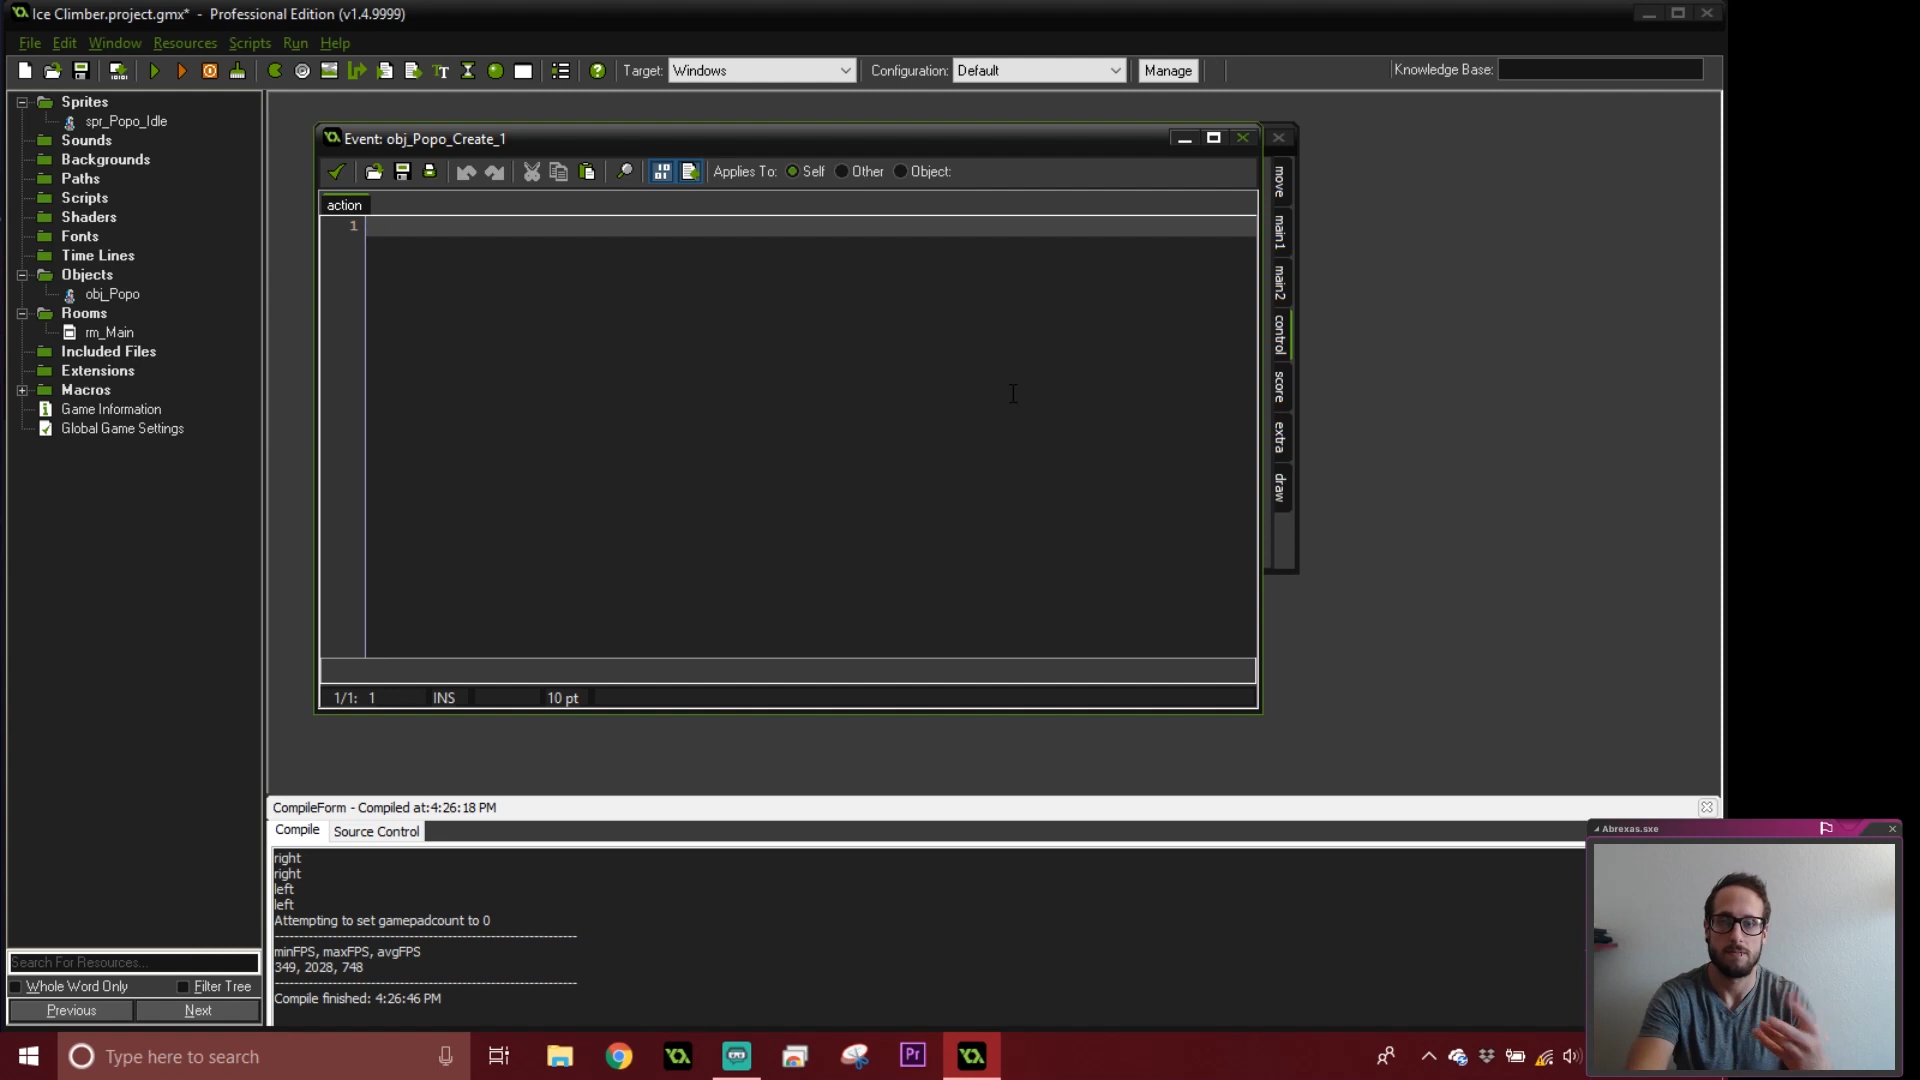 Ice Climber.project.gmx* - Professional Edition (v1.4.9999)
File Edit Window Resources Scripts Run Help
Target: Windows Configuration: Default Manage Knowledge Base:
Sprites
spr_Popo_Idle
Sounds
Backgrounds
Paths
Scripts
Shaders
Fonts
Time Lines
Objects
obj_Popo
Rooms
rm_Main
Included Files
Extensions
Macros
Game Information
Global Game Settings
Search For Resources...
Whole Word Only Filter Tree
Previous Next
Event: obj_Popo_Create_1
Applies To: Self Other Object:
action
1
1/1: 1 INS 10 pt
move
main1
main2
control
score
extra
draw
CompileForm - Compiled at:4:26:18 PM
Compile Source Control
right
right
left
left
Attempting to set gamepadcount to 0
minFPS, maxFPS, avgFPS
349, 2028, 748
Compile finished: 4:26:46 PM
Abrexas.sxe
Type here to search
Pr